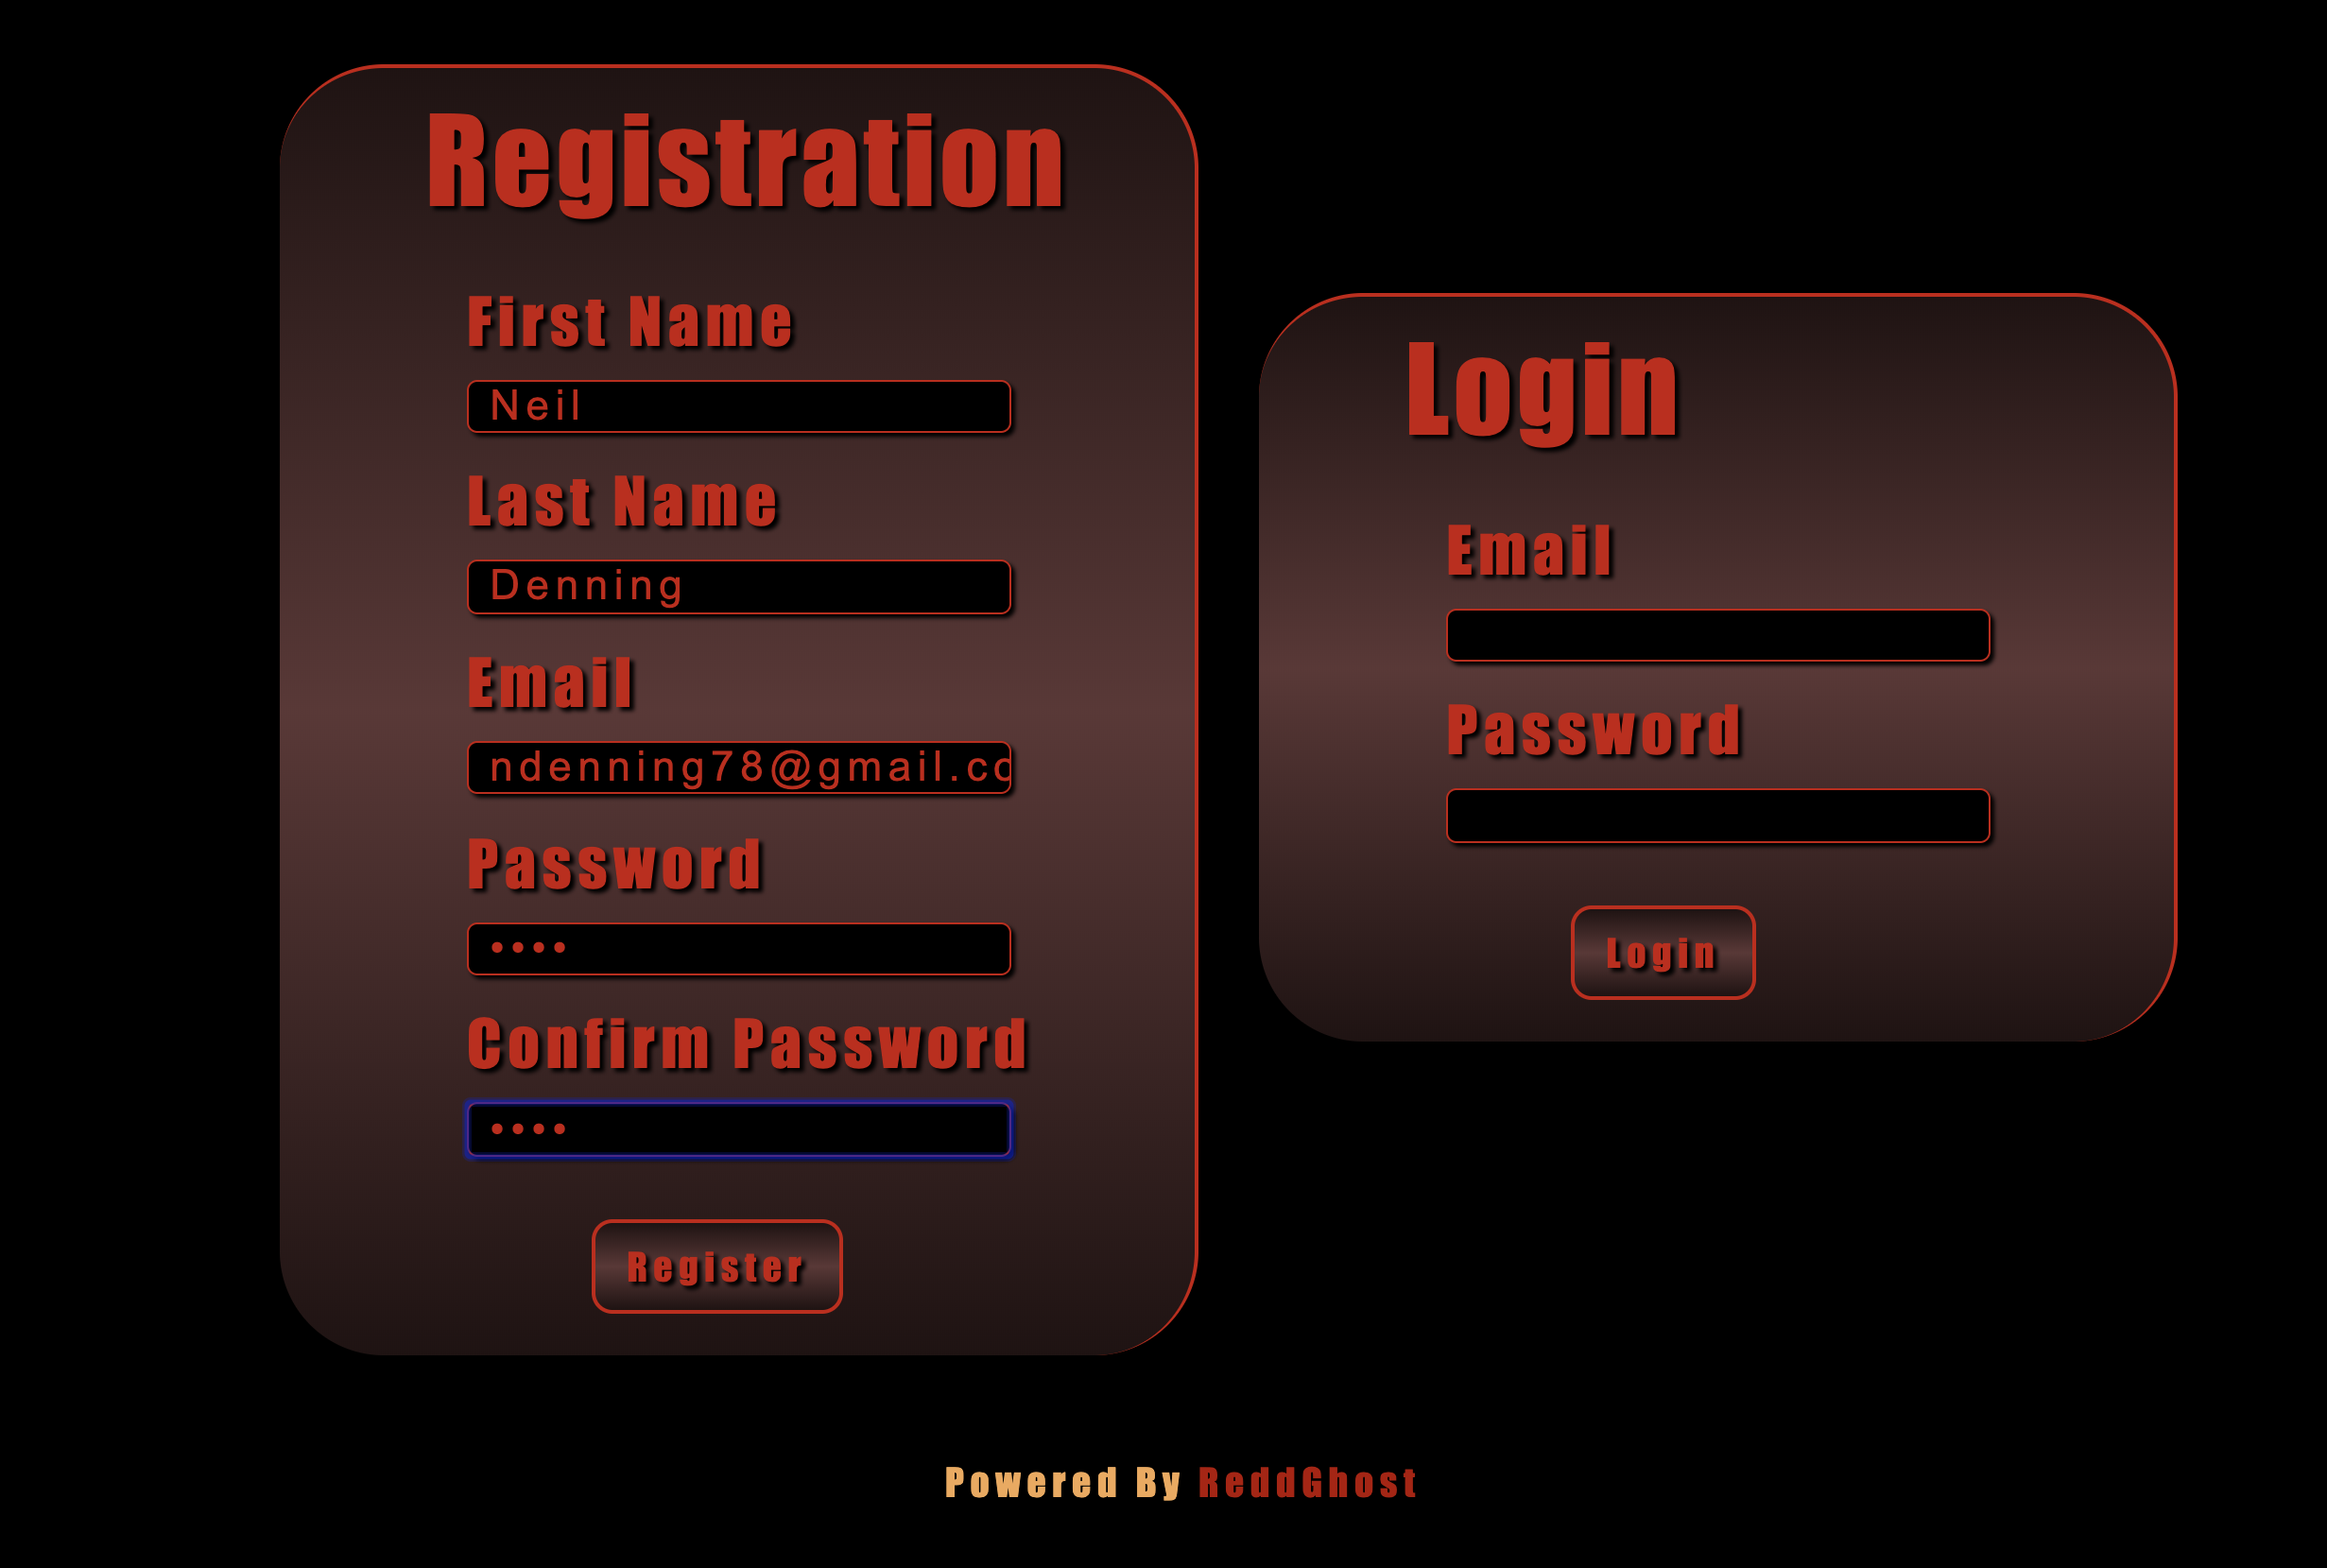 Registration
First Name
Neil
Last Name
Denning
Email
ndenning78@gmail.co
Password
••••
Confirm Password
••••
Register
Login
Email
Password
Login
Powered By ReddGhost